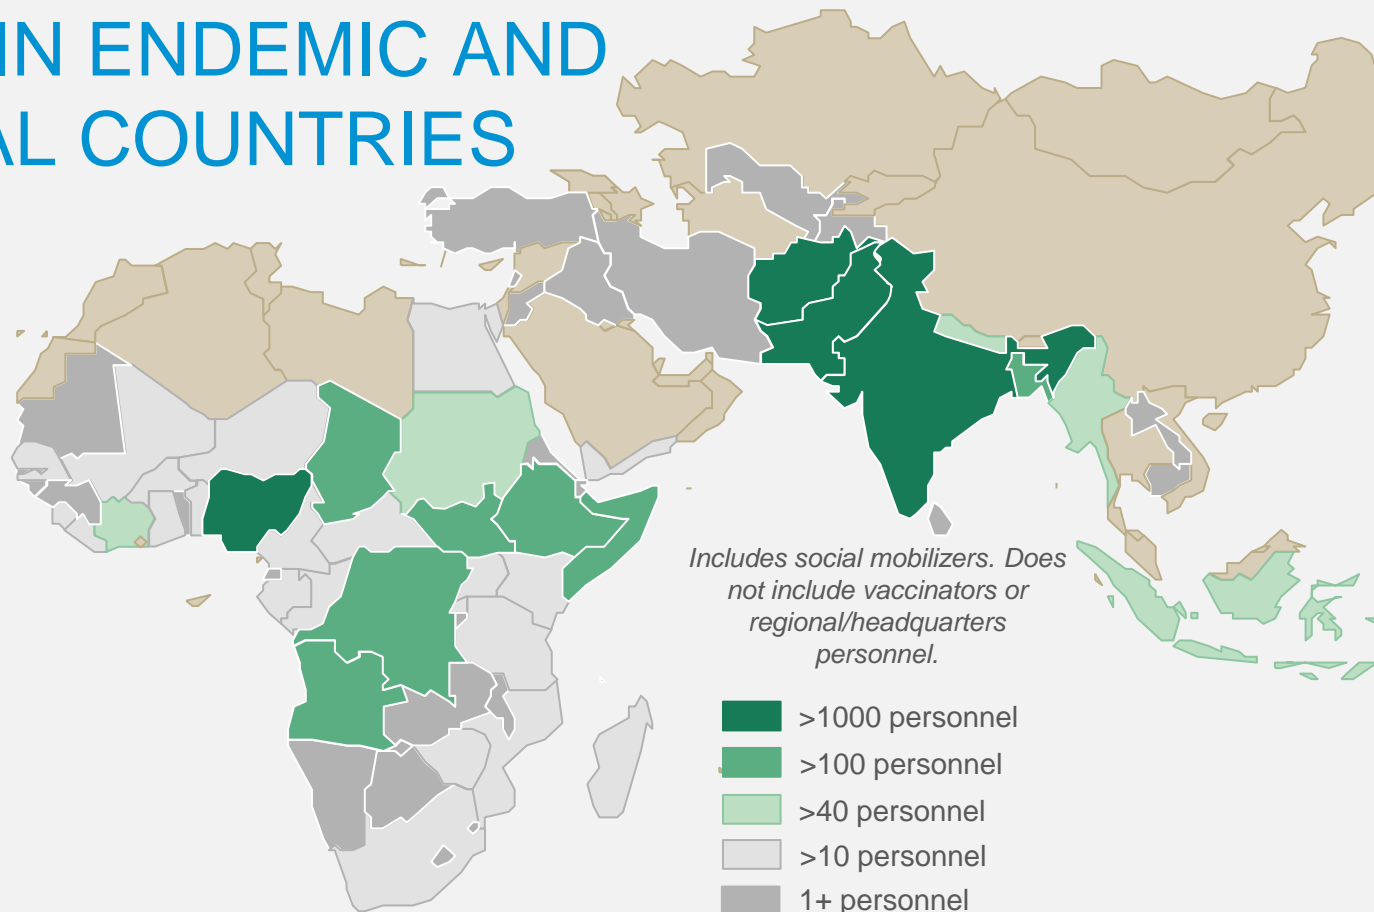 IN ENDEMIC AND
AL COUNTRIES
Includes social mobilizers. Does
not include vaccinators or
regional/headquarters
personnel.
>1000 personnel
>100 personnel
>40 personnel
>10 personnel
1+ personnel